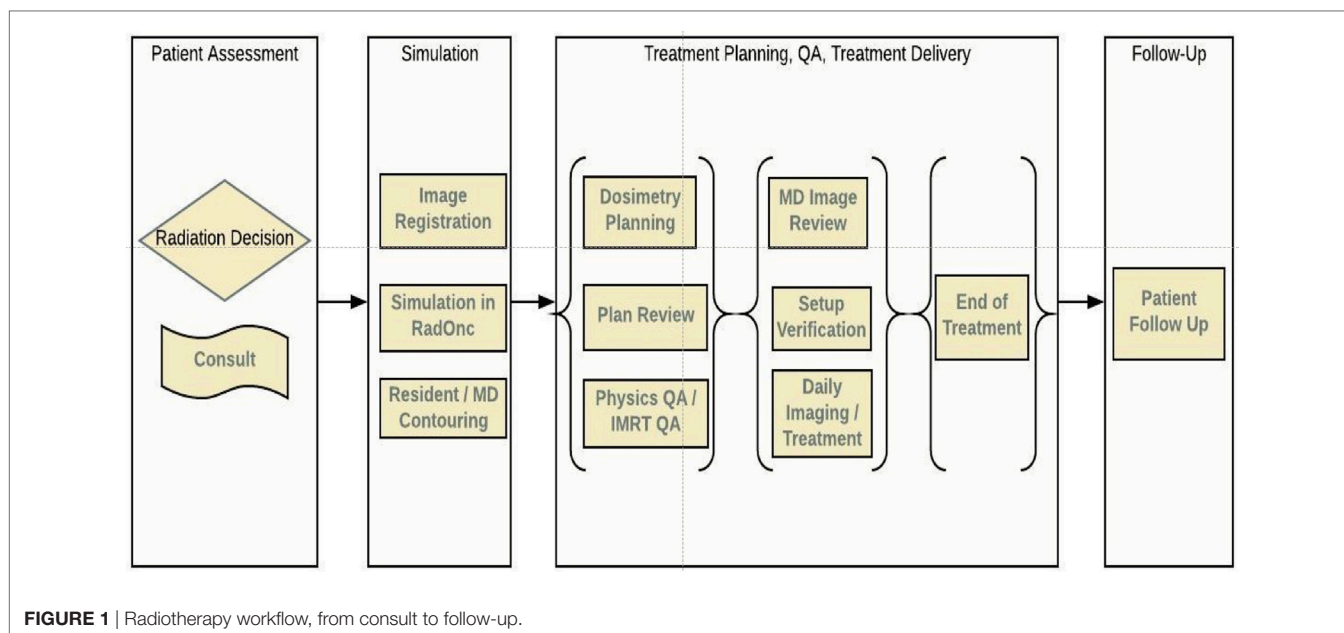 Patient Assessment
Radiation Decision
Consult
Simulation
Image
Registration
Simulation in
RadOnc
Resident / MD
Contouring
Treatment Planning, QA, Treatment Delivery
Dosimetry
Planning
Plan Review
Physics QA /
IMRT QA
MD Image
Review
Setup
Verification
Daily
Imaging /
Treatment
End of
Treatment
Follow-Up
Patient
Follow Up
FIGURE 1 | Radiotherapy workflow, from consult to follow-up.